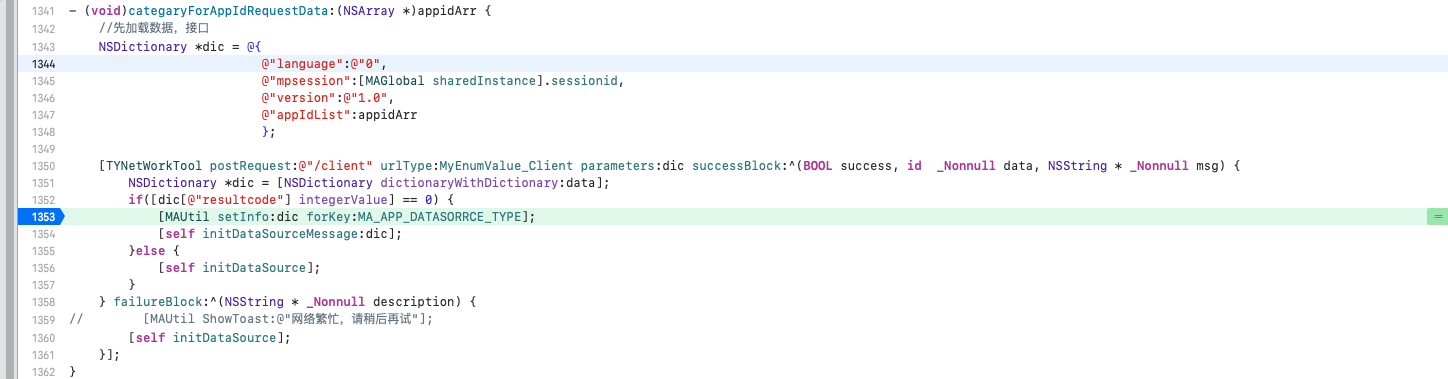 1341 - (void)categaryForAppIdRequestData:(NSArray *)appidArr {
1342     //先加载数据，接口
1343     NSDictionary *dic = @{
1344                           @"language":@"0",
1345                           @"mpsession":[MAGlobal sharedInstance].sessionid,
1346                           @"version":@"1.0",
1347                           @"appIdList":appidArr
1348                           };
1349
1350     [TYNetWorkTool postRequest:@"/client" urlType:MyEnumValue_Client parameters:dic successBlock:^(BOOL success, id  _Nonnull data, NSString * _Nonnull msg) {
1351         NSDictionary *dic = [NSDictionary dictionaryWithDictionary:data];
1352         if([dic[@"resultcode"] integerValue] == 0) {
1353             [MAUtil setInfo:dic forKey:MA_APP_DATASORRCE_TYPE];
1354             [self initDataSourceMessage:dic];
1355         }else {
1356             [self initDataSource];
1357         }
1358     } failureBlock:^(NSString * _Nonnull description) {
1359 //        [MAUtil ShowToast:@"网络繁忙，请稍后再试"];
1360         [self initDataSource];
1361     }];
1362 }